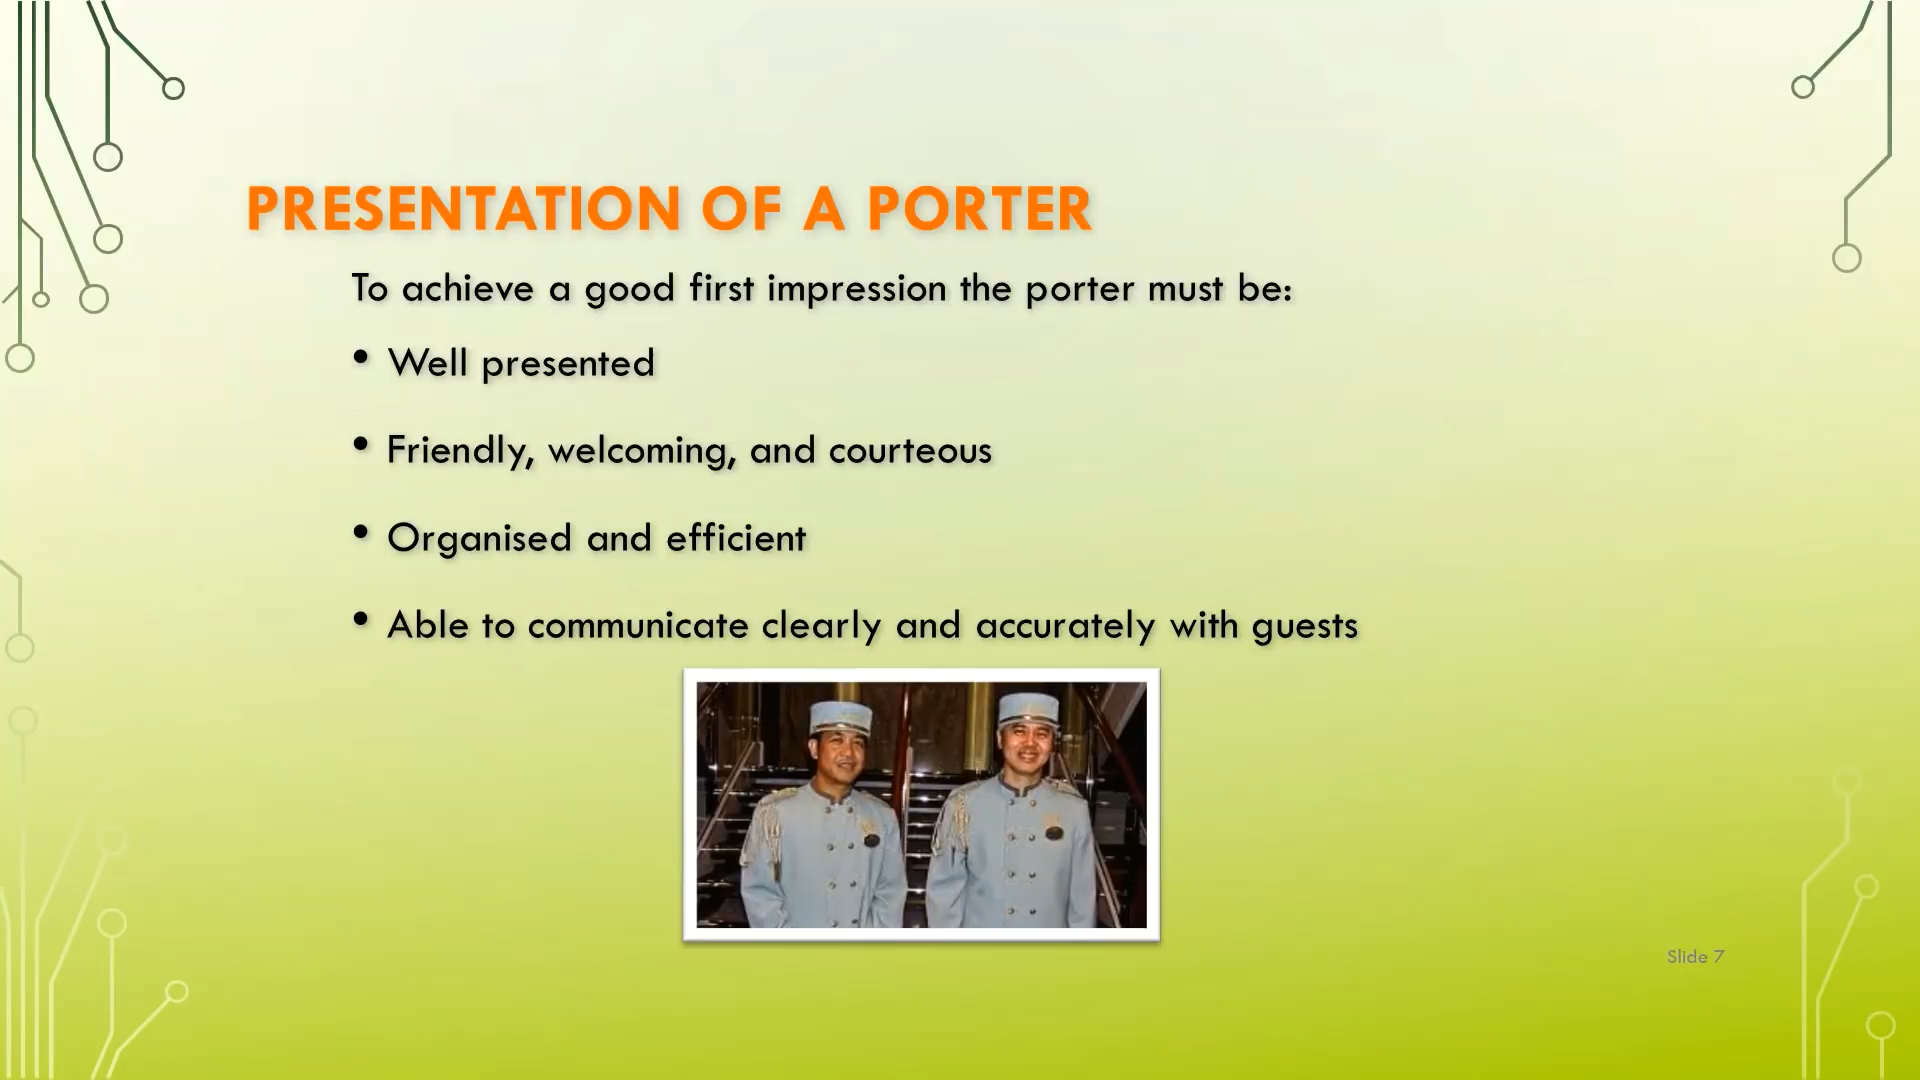 PRESENTATION OF A PORTER
To achieve a good first impression the porter must be:
• Well presented
• Friendly, welcoming, and courteous
• Organised and efficient
• Able to communicate clearly and accurately with guests
Slide 7